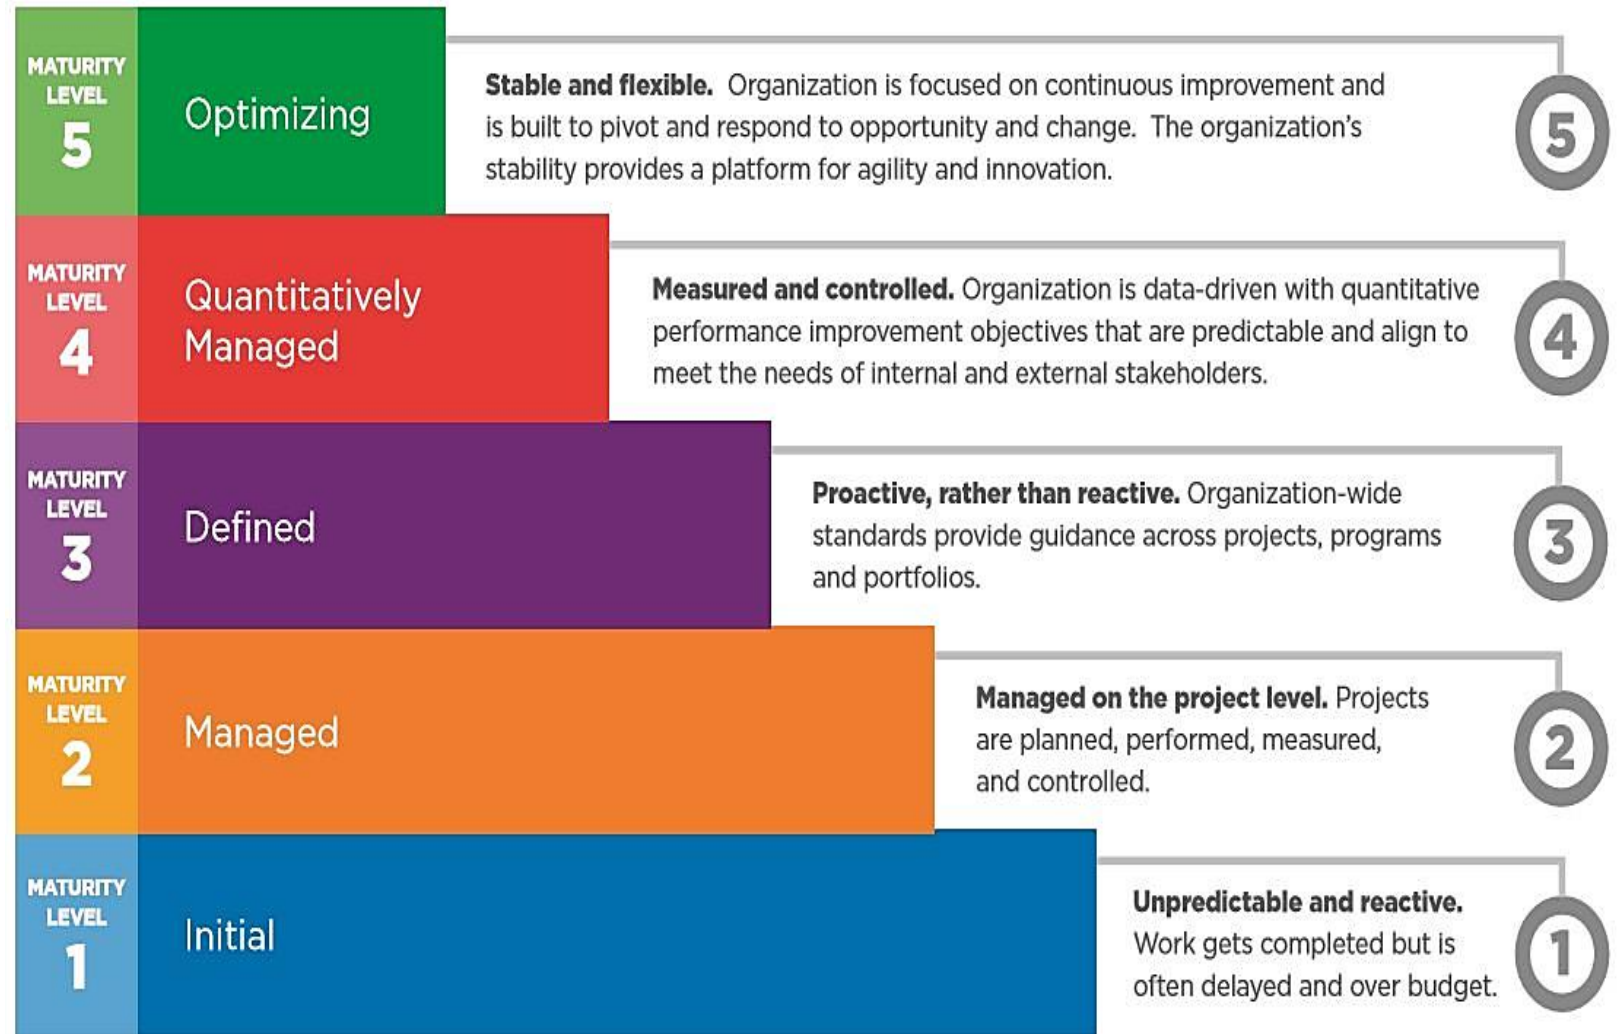 MATURITY
LEVEL
5
Optimizing
Stable and flexible. Organization is focused on continuous improvement and
is built to pivot and respond to opportunity and change. The organization's
stability provides a platform for agility and innovation.
5
MATURITY
LEVEL
4
Quantitatively
Managed
Measured and controlled. Organization is data-driven with quantitative
performance improvement objectives that are predictable and align to
meet the needs of internal and external stakeholders.
4
MATURITY
LEVEL
3
Defined
Proactive, rather than reactive. Organization-wide
standards provide guidance across projects, programs
and portfolios.
3
MATURITY
LEVEL
2
Managed
Managed on the project level. Projects
are planned, performed, measured,
and controlled.
2
MATURITY
LEVEL
1
Initial
Unpredictable and reactive.
Work gets completed but is
often delayed and over budget.
1